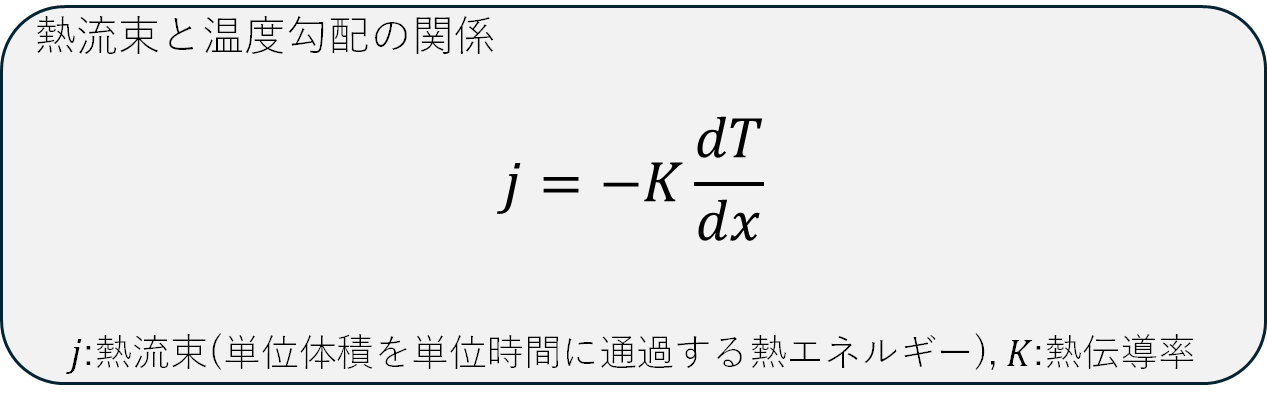 熱流束と温度勾配の関係
j = −K dT/dx
j:熱流束(単位体積を単位時間に通過する熱エネルギー), K:熱伝導率